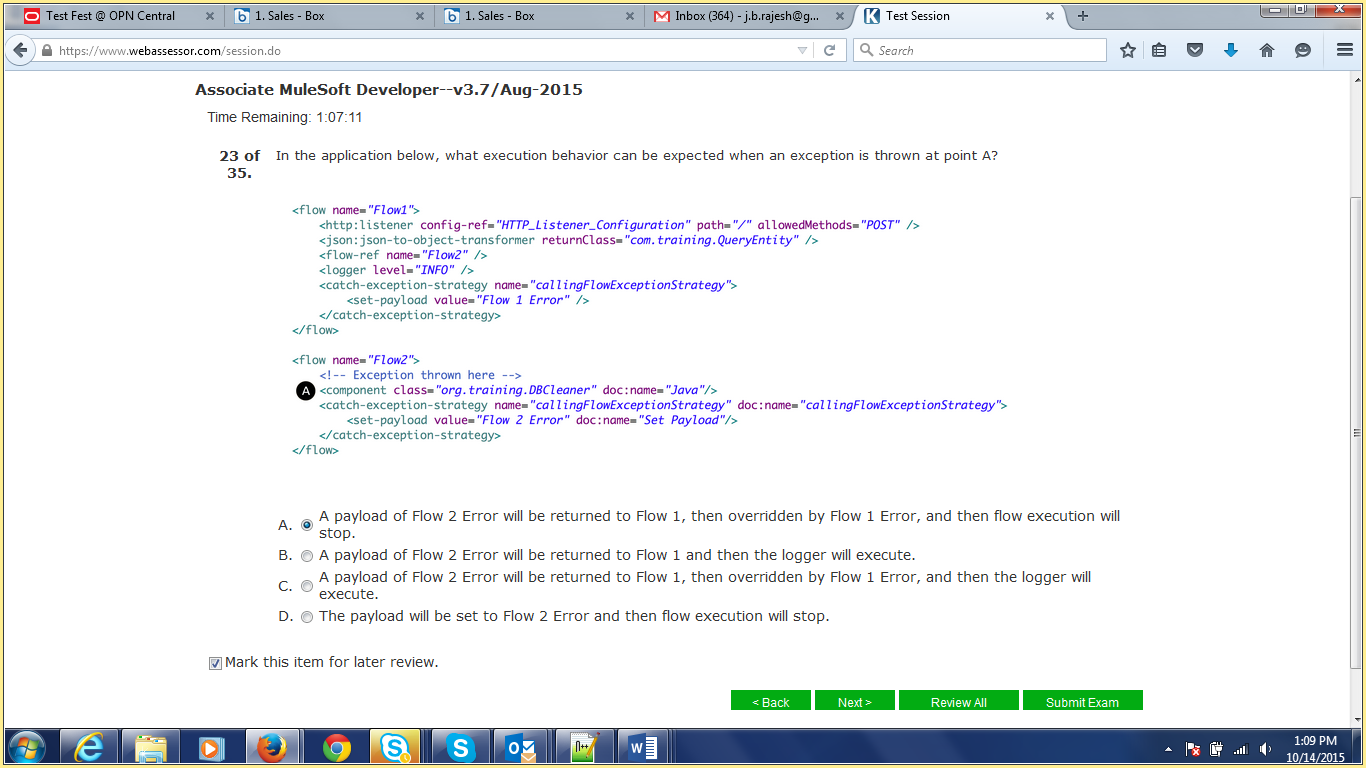 Test Fest @ OPN Central
1. Sales - Box
1. Sales - Box
Inbox (364) - j.b.rajesh@g...
Test Session
https://www.webassessor.com/session.do
Search
Associate MuleSoft Developer--v3.7/Aug-2015
Time Remaining: 1:07:11
23 of 35.
In the application below, what execution behavior can be expected when an exception is thrown at point A?
<flow name="Flow1">
<http:listener config-ref="HTTP_Listener_Configuration" path="/" allowedMethods="POST" />
<json:json-to-object-transformer returnClass="com.training.QueryEntity" />
<flow-ref name="Flow2" />
<logger level="INFO" />
<catch-exception-strategy name="callingFlowExceptionStrategy">
<set-payload value="Flow 1 Error" />
</catch-exception-strategy>
</flow>
<flow name="Flow2">
<!-- Exception thrown here -->
A <component class="org.training.DBCleaner" doc:name="Java"/>
<catch-exception-strategy name="callingFlowExceptionStrategy" doc:name="callingFlowExceptionStrategy">
<set-payload value="Flow 2 Error" doc:name="Set Payload"/>
</catch-exception-strategy>
</flow>
A. A payload of Flow 2 Error will be returned to Flow 1, then overridden by Flow 1 Error, and then flow execution will
stop.
B. A payload of Flow 2 Error will be returned to Flow 1 and then the logger will execute.
C. A payload of Flow 2 Error will be returned to Flow 1, then overridden by Flow 1 Error, and then the logger will
execute.
D. The payload will be set to Flow 2 Error and then flow execution will stop.
Mark this item for later review.
< Back
Next >
Review All
Submit Exam
1:09 PM
10/14/2015